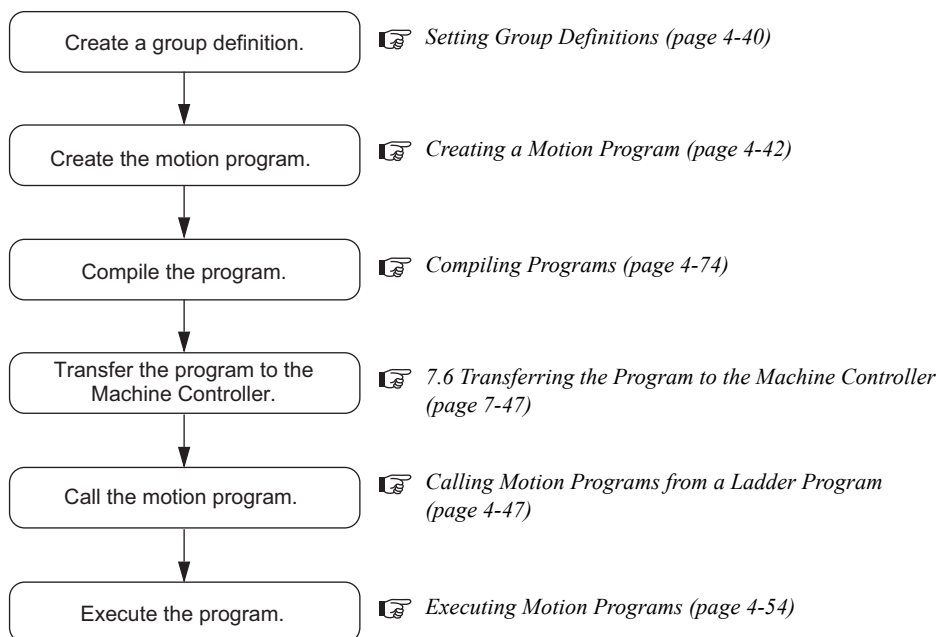 Create a group definition.
Setting Group Definitions (page 4-40)
Create the motion program.
Creating a Motion Program (page 4-42)
Compile the program.
Compiling Programs (page 4-74)
Transfer the program to the
Machine Controller.
7.6 Transferring the Program to the Machine Controller
(page 7-47)
Call the motion program.
Calling Motion Programs from a Ladder Program
(page 4-47)
Execute the program.
Executing Motion Programs (page 4-54)